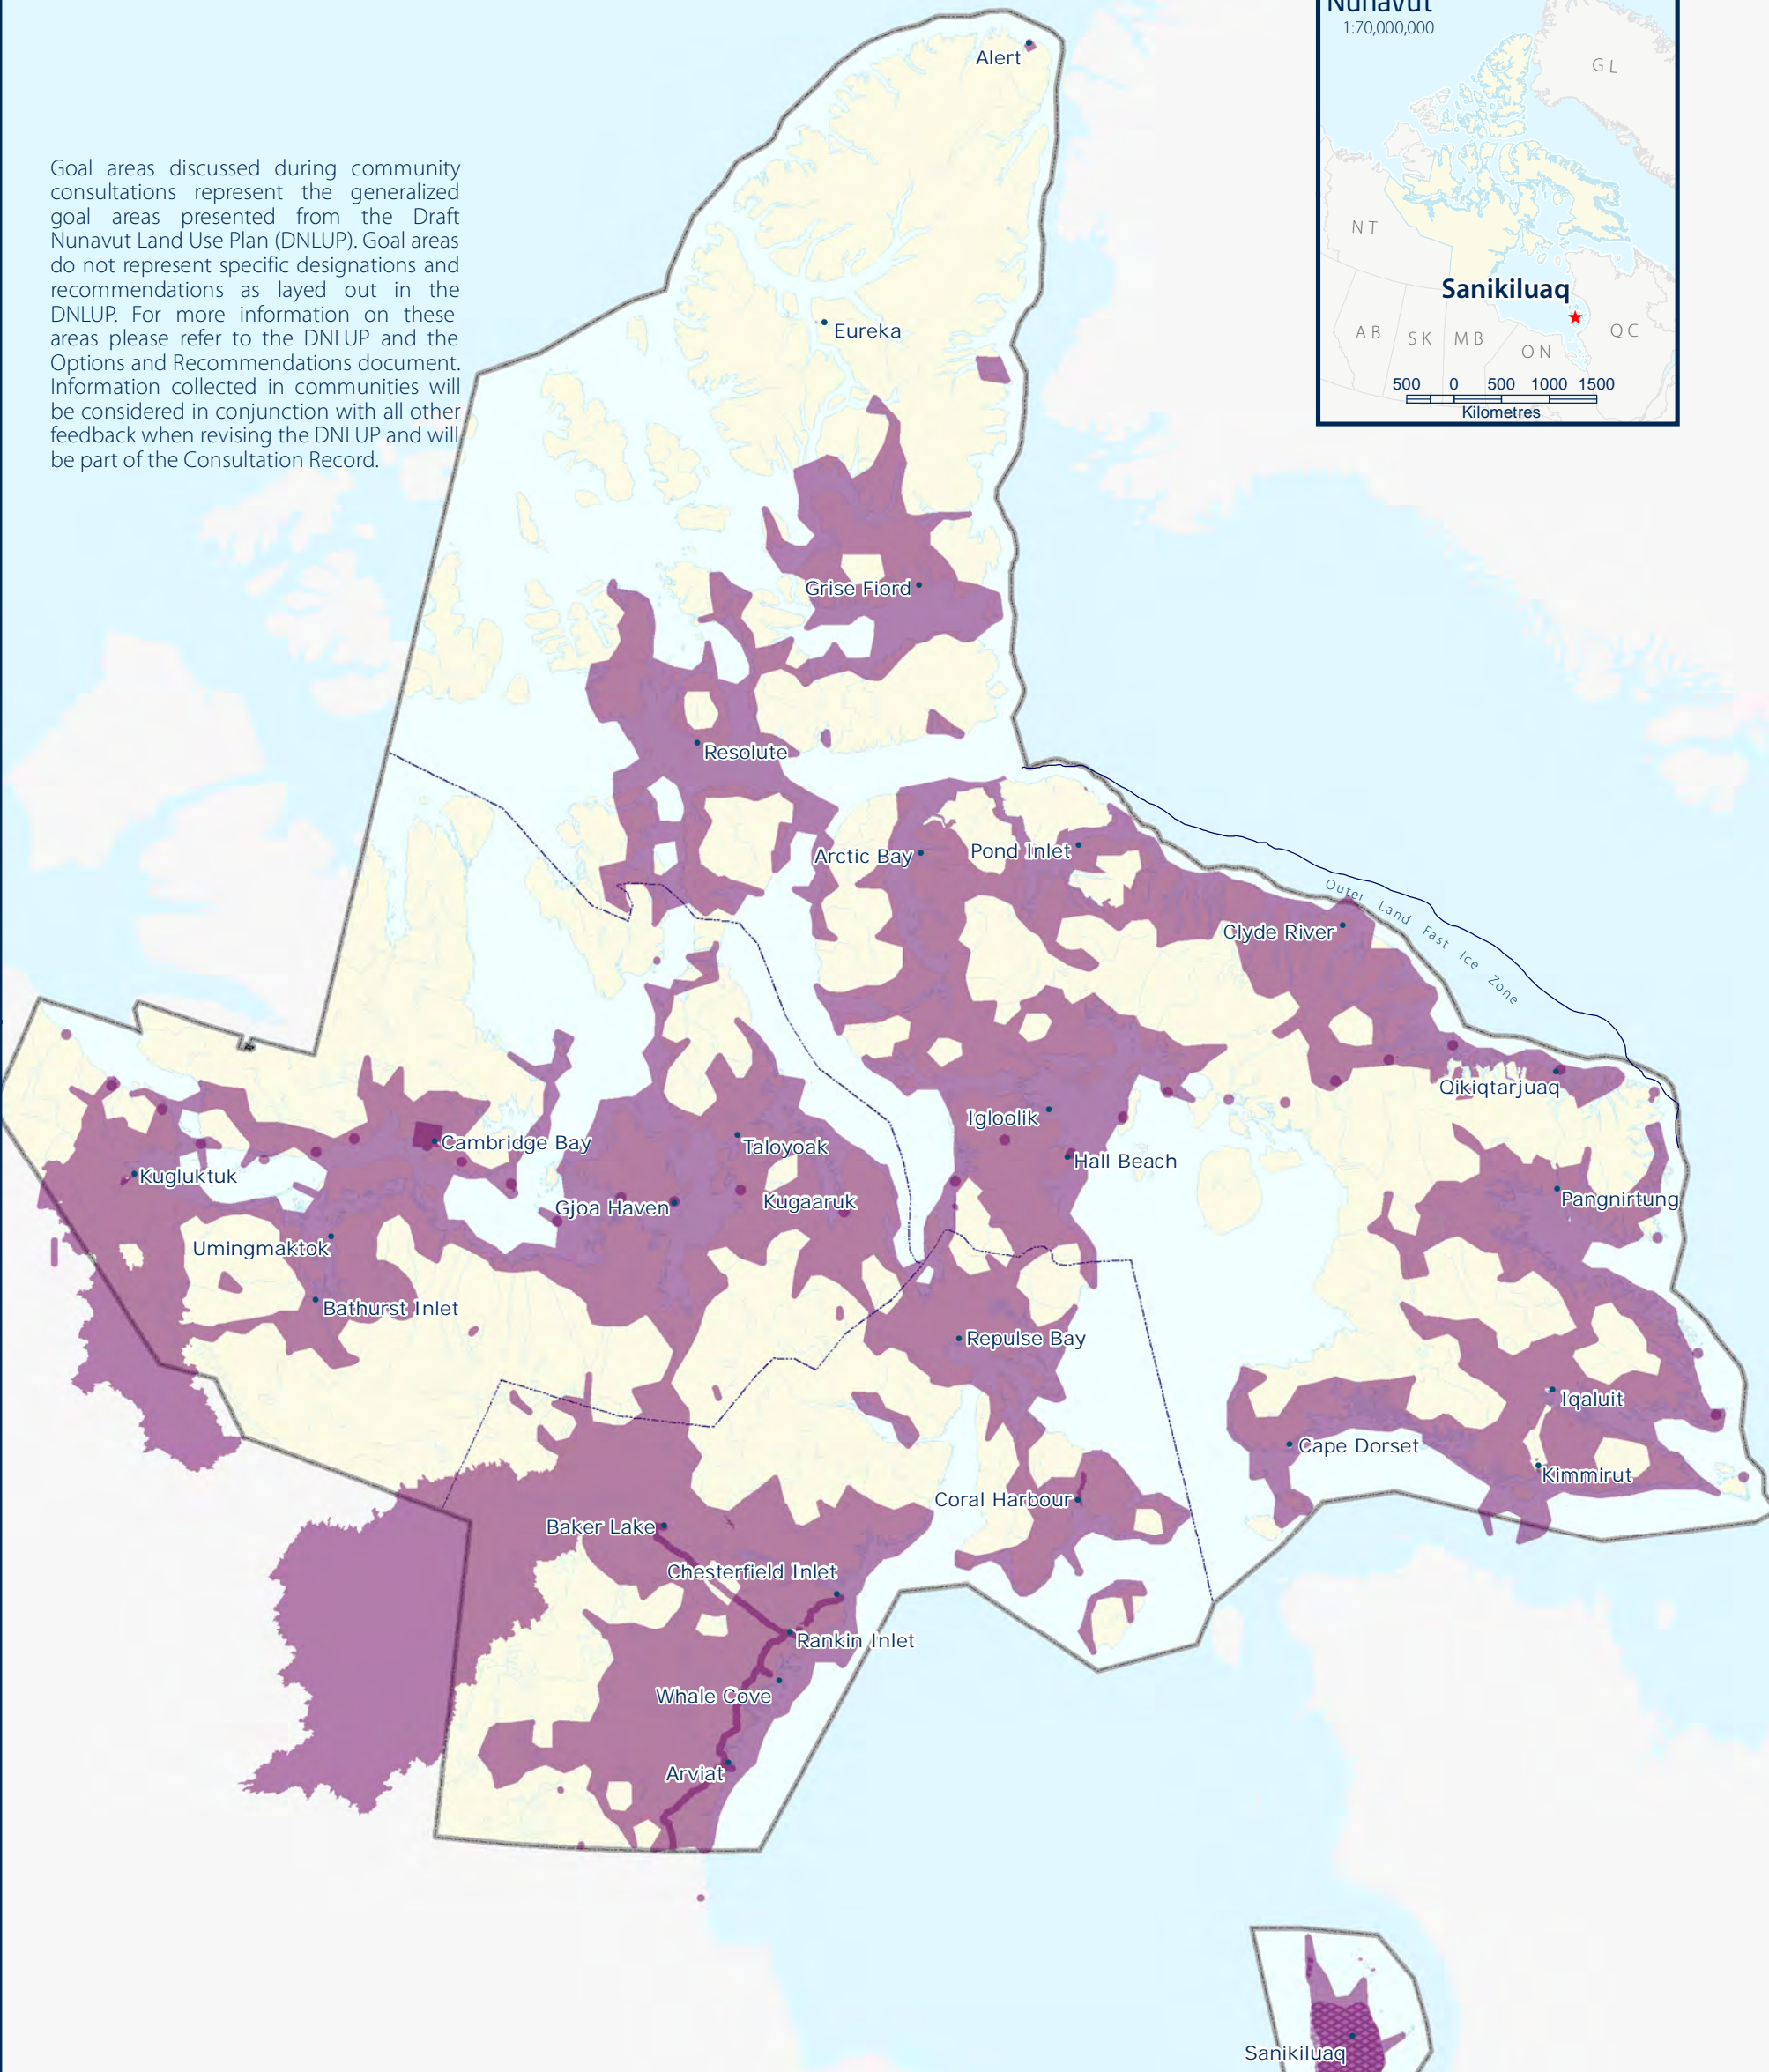 Nunavut
1:70,000,000
GL
NT
Sanikiluaq
AB
SK
MB
ON
QC
500 0 500 1000 1500
Kilometres
Goal areas discussed during community
consultations represent the generalized
goal areas presented from the Draft
Nunavut Land Use Plan (DNLUP). Goal areas
do not represent specific designations and
recommendations as layed out in the
DNLUP. For more information on these
areas please refer to the DNLUP and the
Options and Recommendations document.
Information collected in communities will
be considered in conjunction with all other
feedback when revising the DNLUP and will
be part of the Consultation Record.
Alert
Eureka
Grise Fiord
Resolute
Arctic Bay
Pond Inlet
Outer Land Fast Ice Zone
Clyde River
Qikiqtarjuaq
Igloolik
Cambridge Bay
Taloyoak
Hall Beach
Kugluktuk
Gjoa Haven
Kugaaruk
Pangnirtung
Umingmaktok
Bathurst Inlet
Repulse Bay
Iqaluit
Cape Dorset
Kimmirut
Coral Harbour
Baker Lake
Chesterfield Inlet
Rankin Inlet
Whale Cove
Arviat
Sanikiluaq